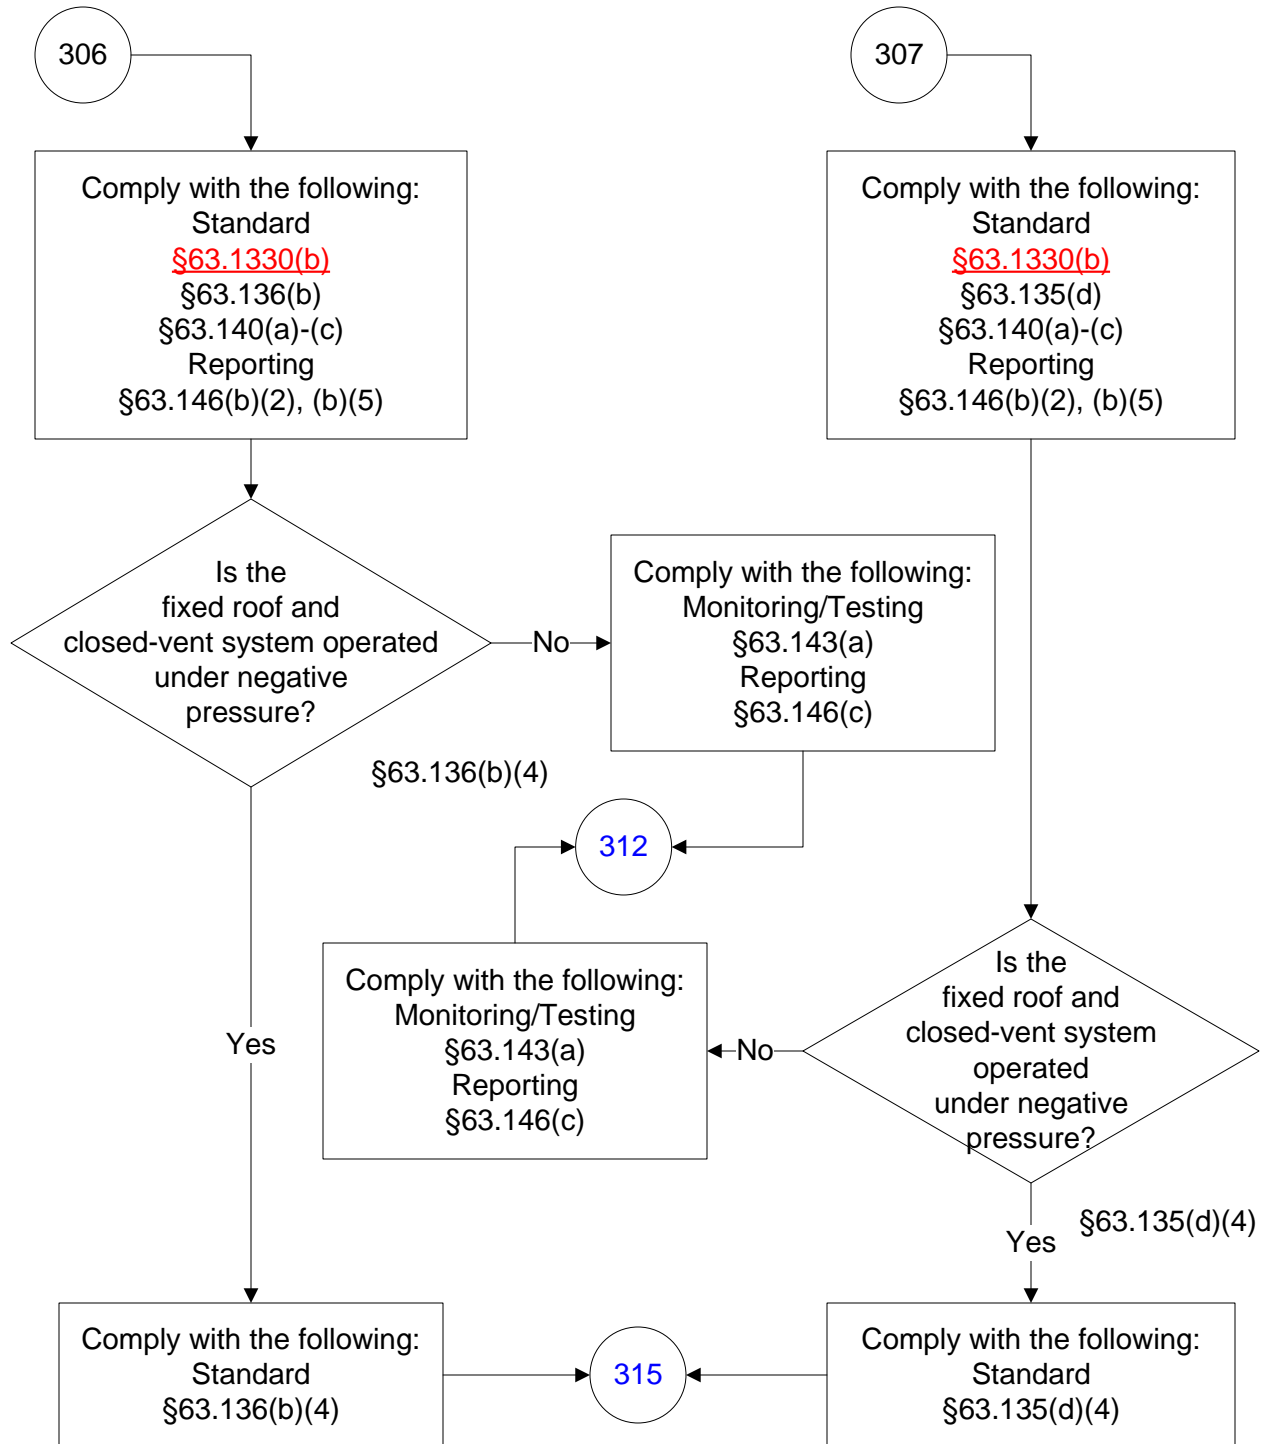 306
307
Comply with the following:
Standard
§63.1330(b)
§63.136(b)
§63.140(a)-(c)
Reporting
§63.146(b)(2), (b)(5)
Comply with the following:
Standard
§63.1330(b)
§63.135(d)
§63.140(a)-(c)
Reporting
§63.146(b)(2), (b)(5)
Is the
fixed roof and
closed-vent system operated
under negative
pressure?
No
Comply with the following:
Monitoring/Testing
§63.143(a)
Reporting
§63.146(c)
§63.136(b)(4)
312
Comply with the following:
Monitoring/Testing
§63.143(a)
Reporting
§63.146(c)
No
Is the
fixed roof and
closed-vent system
operated
under negative
pressure?
Yes
Yes
§63.135(d)(4)
Comply with the following:
Standard
§63.136(b)(4)
315
Comply with the following:
Standard
§63.135(d)(4)